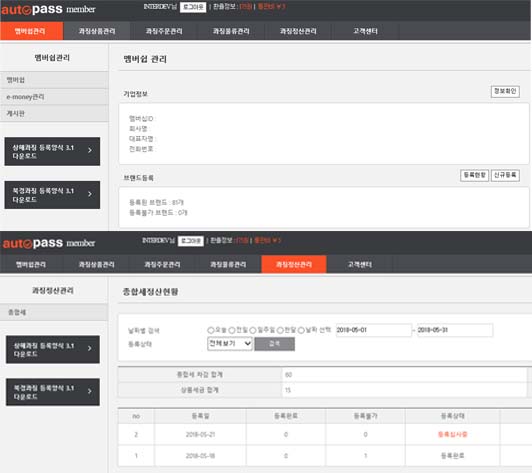 autopass member
INTERDEV님 로그아웃 | 환율정보 : 175원 | 통관비 ￥5
멤버쉽관리 과징상품관리 과징주문관리 과징물류관리 과징정산관리 고객센터
멤버쉽관리
멤버쉽
e-money관리
게시판
상해과징 등록양식 3.1 다운로드
북경과징 등록양식 3.1 다운로드
멤버쉽 관리
기업정보 정보확인
멤버십ID :
회사명 :
대표자명 :
전화번호 :
브랜드등록 등록현황 신규등록
등록된 브랜드 : 81개
등록불가 브랜드 : 0개
autopass member
INTERDEV님 로그아웃 | 환율정보 : 175원 | 통관비 ￥5
멤버쉽관리 과징상품관리 과징주문관리 과징물류관리 과징정산관리 고객센터
과징정산관리
종합세
상해과징 등록양식 3.1 다운로드
북경과징 등록양식 3.1 다운로드
종합세정산현황
날짜별 검색 오늘 전일 일주일 한달 날짜 선택 2018-05-01 - 2018-05-31
등록상태 전체보기 검색
종합세 차감 합계 60
상품세금 합계 15
no 등록일 등록완료 등록불가 등록상태
2 2018-05-21 0 0 등록심사중
1 2018-05-18 0 1 등록완료